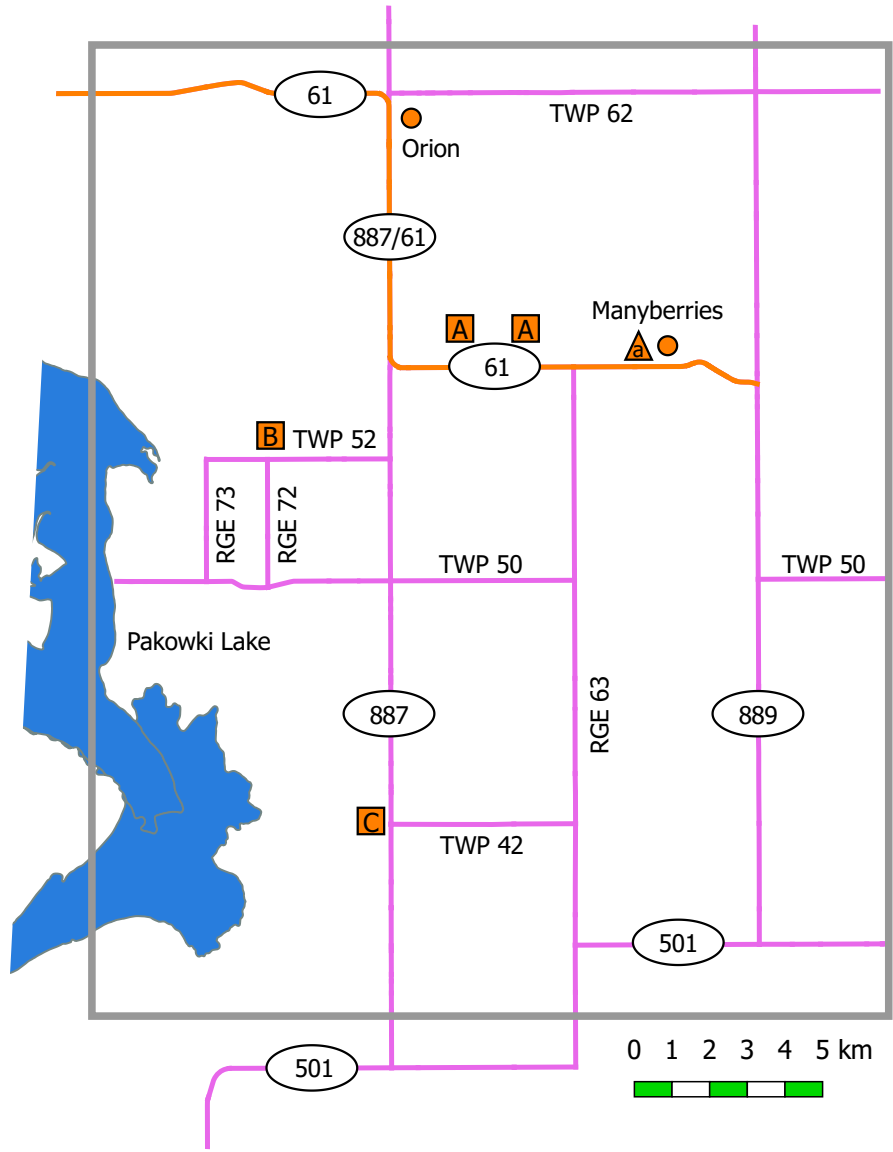 61
TWP 62
Orion
887/61
Manyberries
A
A
a
61
B
TWP 52
RGE 73
RGE 72
TWP 50
TWP 50
Pakowki Lake
RGE 63
887
889
C
TWP 42
501
0 1 2 3 4 5 km
501